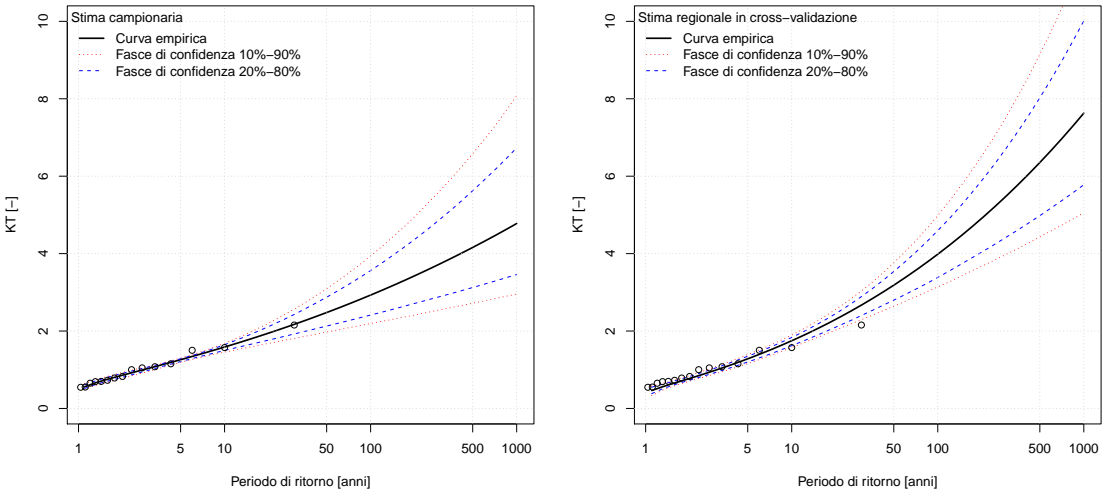 Stima campionaria
Curva empirica
Fasce di confidenza 10%−90%
Fasce di confidenza 20%−80%
10
8
6
4
2
0
KT [−]
1 5 10 50 100 500 1000
Periodo di ritorno [anni]
Stima regionale in cross−validazione
Curva empirica
Fasce di confidenza 10%−90%
Fasce di confidenza 20%−80%
10
8
6
4
2
0
KT [−]
1 5 10 50 100 500 1000
Periodo di ritorno [anni]